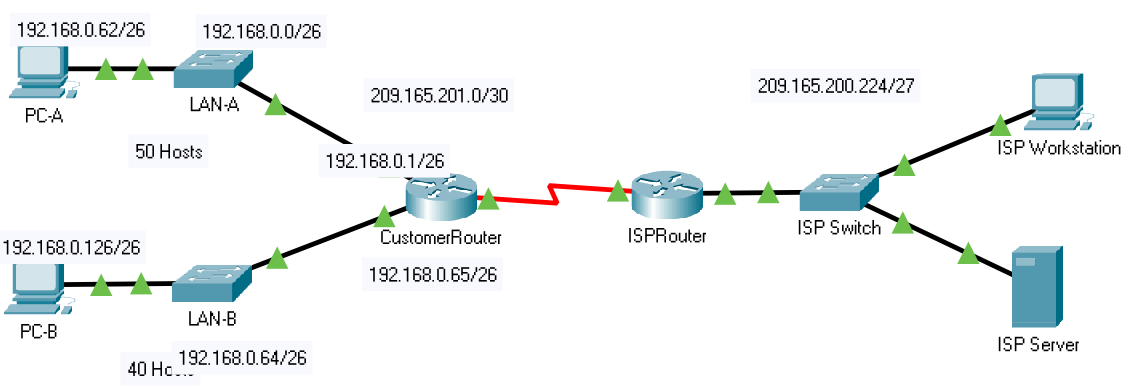 192.168.0.62/26
192.168.0.0/26
PC-A
LAN-A
50 Hosts
209.165.201.0/30
192.168.0.1/26
209.165.200.224/27
ISP Workstation
CustomerRouter
ISPRouter
ISP Switch
192.168.0.126/26
192.168.0.65/26
PC-B
LAN-B
ISP Server
40
192.168.0.64/26